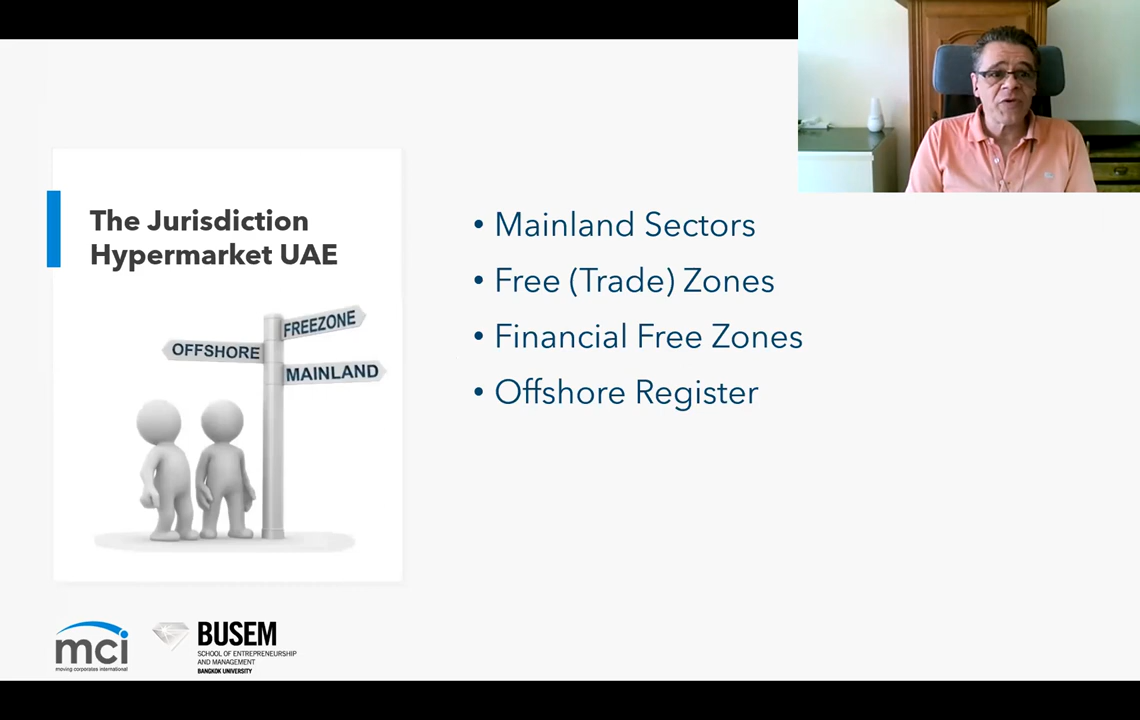 The Jurisdiction
Hypermarket UAE
FREEZONE
OFFSHORE
MAINLAND
• Mainland Sectors
• Free (Trade) Zones
• Financial Free Zones
• Offshore Register
mci
moving corporates international
BUSEM
SCHOOL OF ENTREPRENEURSHIP
AND MANAGEMENT
BANGKOK UNIVERSITY